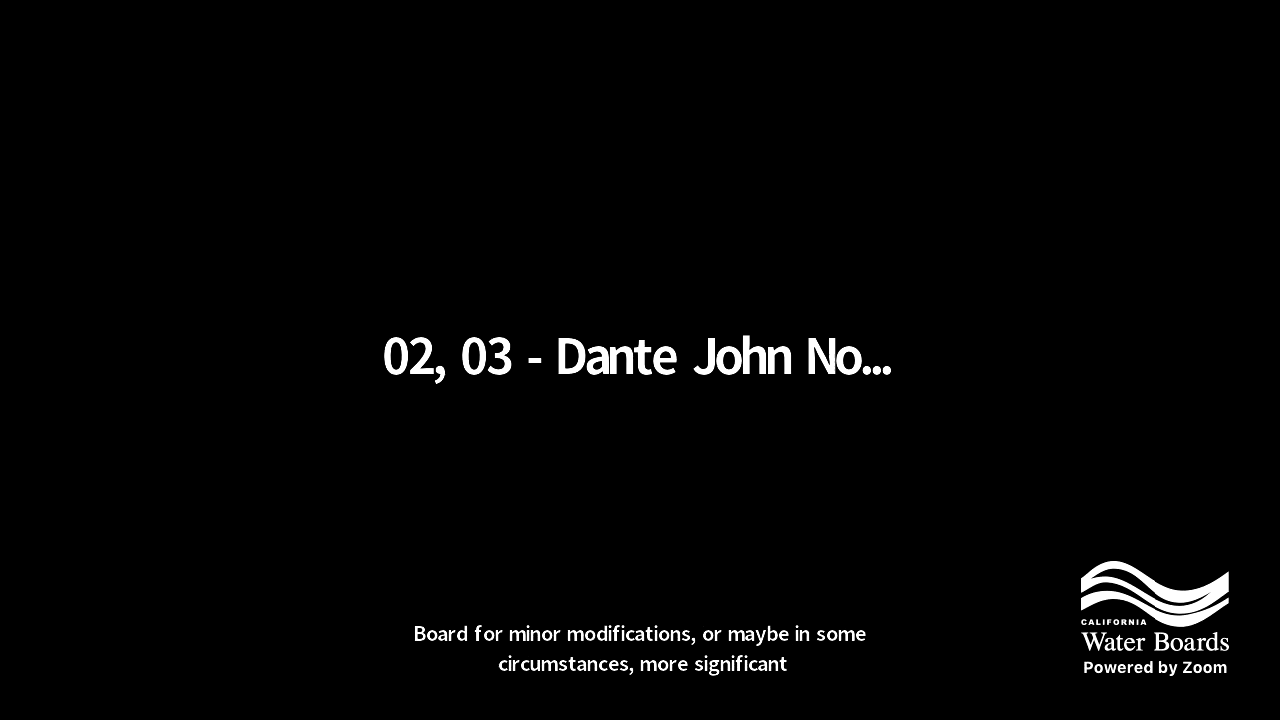 02, 03 - Dante John No...
Board for minor modifications, or maybe in some
circumstances, more significant
CALIFORNIA
Water Boards
Powered by Zoom